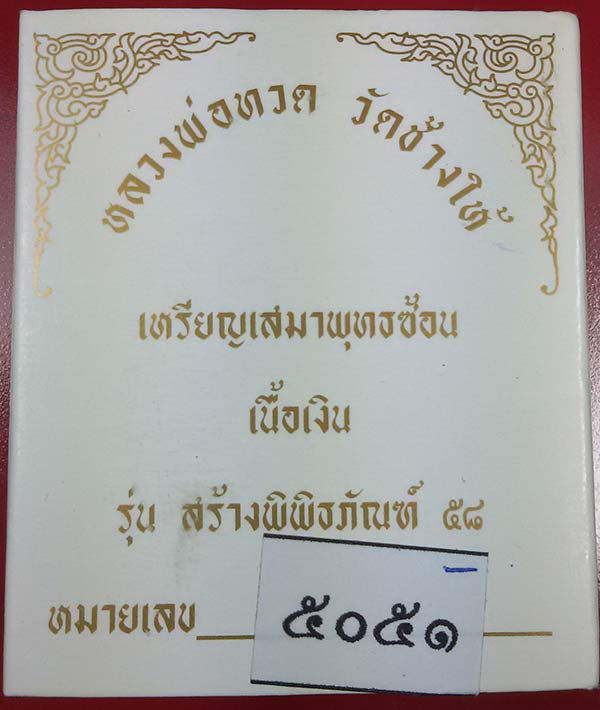 หลวงพ่อทวด วัดช้างให้
เหรียญเสมาพุทธซ้อน
เนื้อเงิน
รุ่น สร้างพิพิธภัณฑ์ ๕๘
หมายเลข ๕๐๕๑